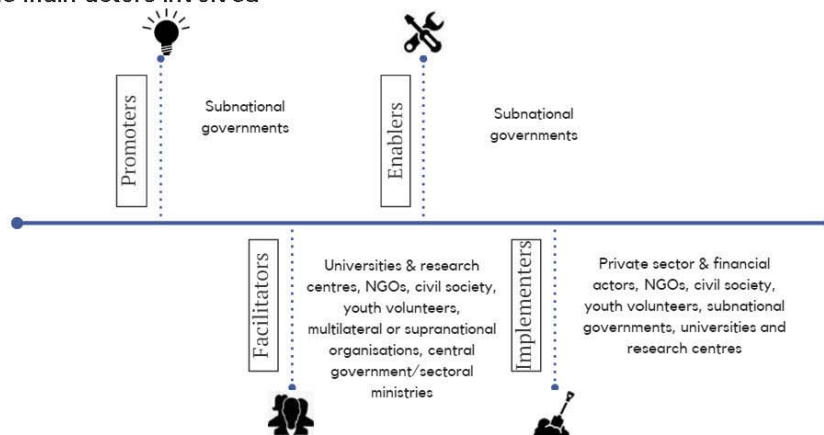 Promoters
Subnational
governments
Enablers
Subnational
governments
Facilitators
Universities & research
centres, NGOs, civil society,
youth volunteers,
multilateral or supranational
organisations, central
government/sectoral
ministries
Implementers
Private sector & financial
actors, NGOs, civil society,
youth volunteers, subnational
governments, universities and
research centres